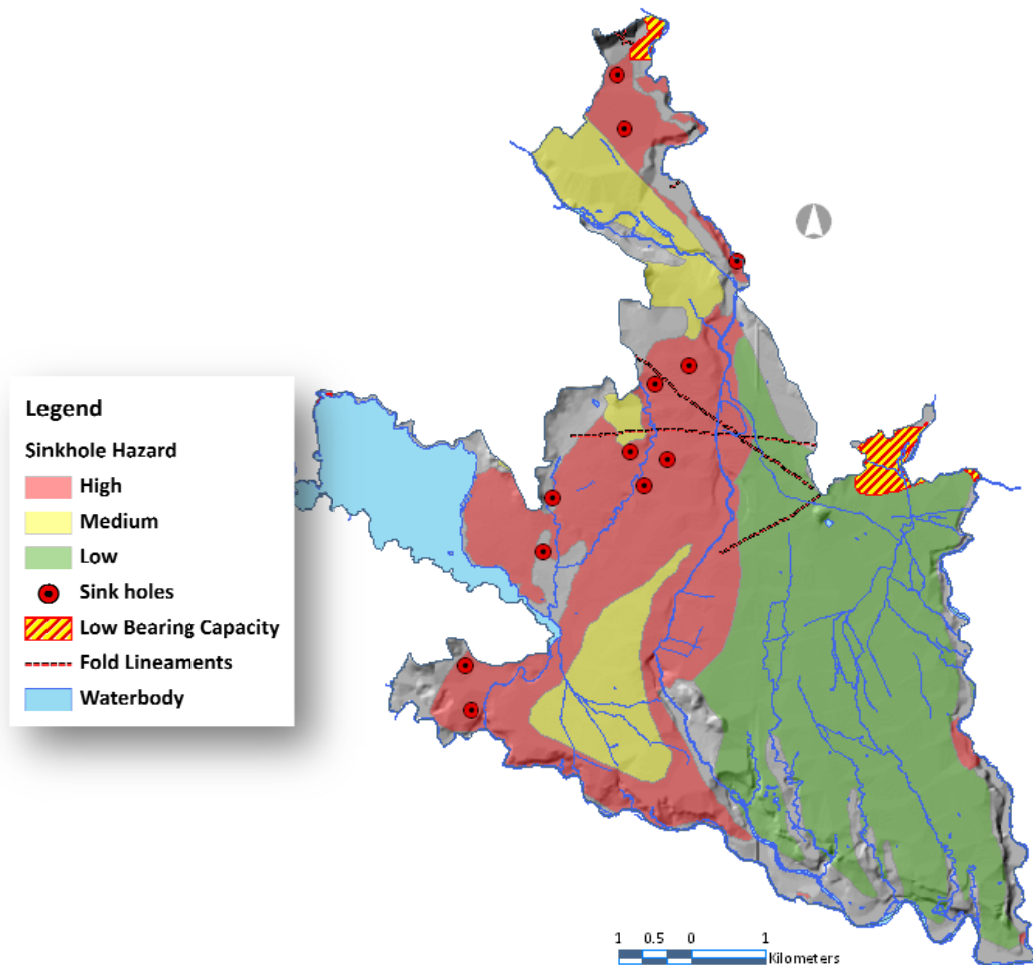 Legend
Sinkhole Hazard
High
Medium
Low
Sink holes
Low Bearing Capacity
Fold Lineaments
Waterbody
1 0.5 0 1
Kilometers